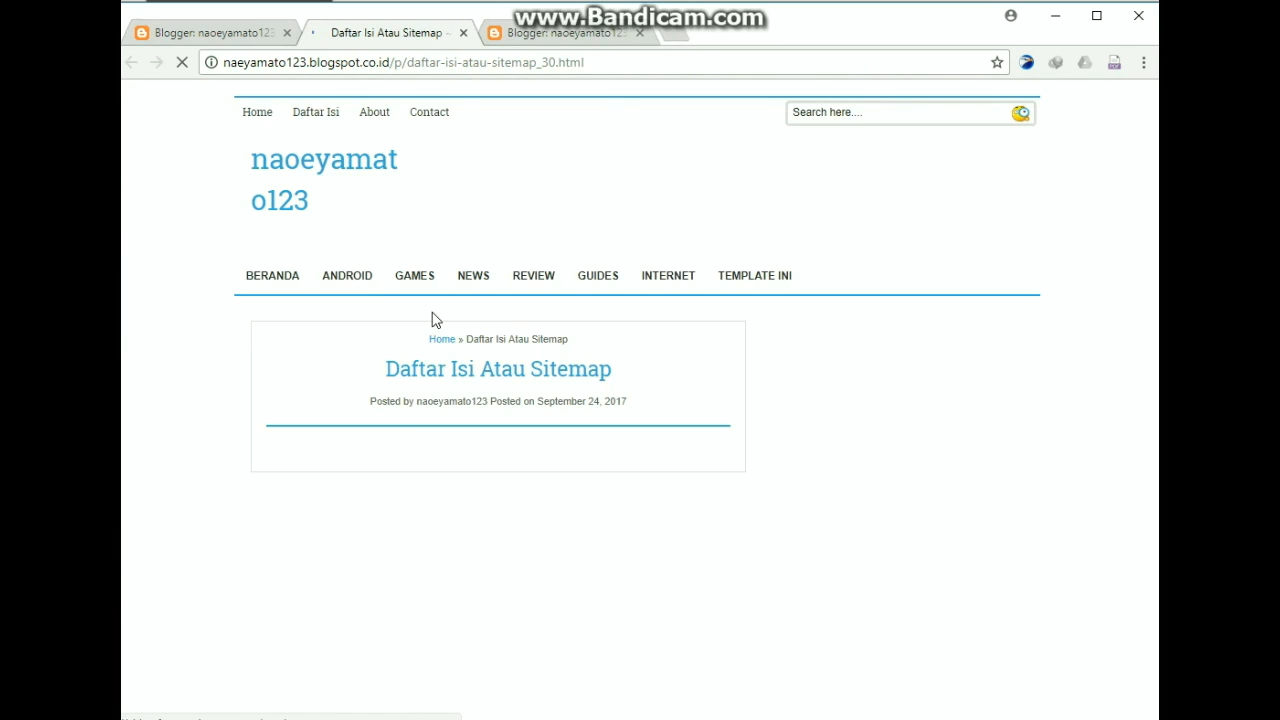 www.Bandicam.com
Blogger: naoeyamato123
Daftar Isi Atau Sitemap -
Blogger: naoeyamato123
naeyamato123.blogspot.co.id/p/daftar-isi-atau-sitemap_30.html
Home Daftar Isi About Contact
Search here....
naoeyamat
o123
BERANDA ANDROID GAMES NEWS REVIEW GUIDES INTERNET TEMPLATE INI
Home » Daftar Isi Atau Sitemap
Daftar Isi Atau Sitemap
Posted by naoeyamato123 Posted on September 24, 2017